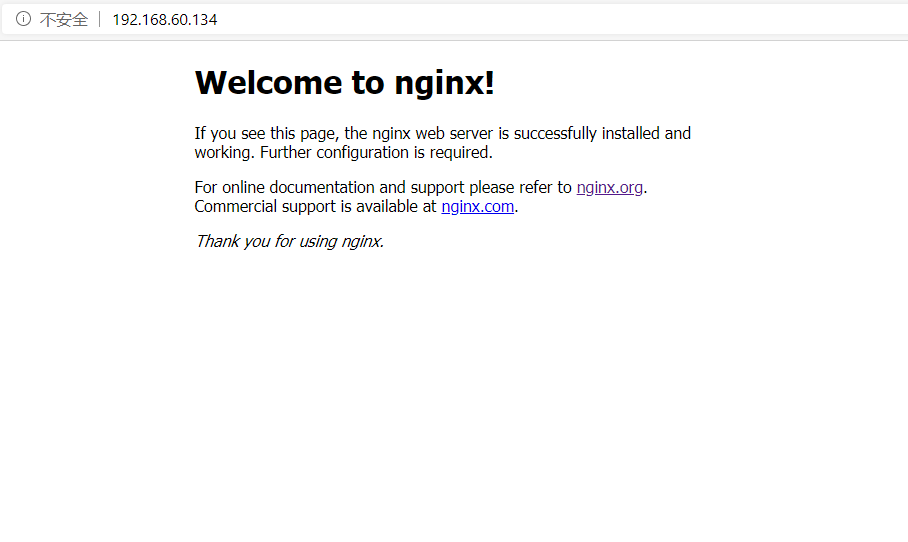 不安全 192.168.60.134
Welcome to nginx!
If you see this page, the nginx web server is successfully installed and
working. Further configuration is required.
For online documentation and support please refer to nginx.org.
Commercial support is available at nginx.com.
Thank you for using nginx.